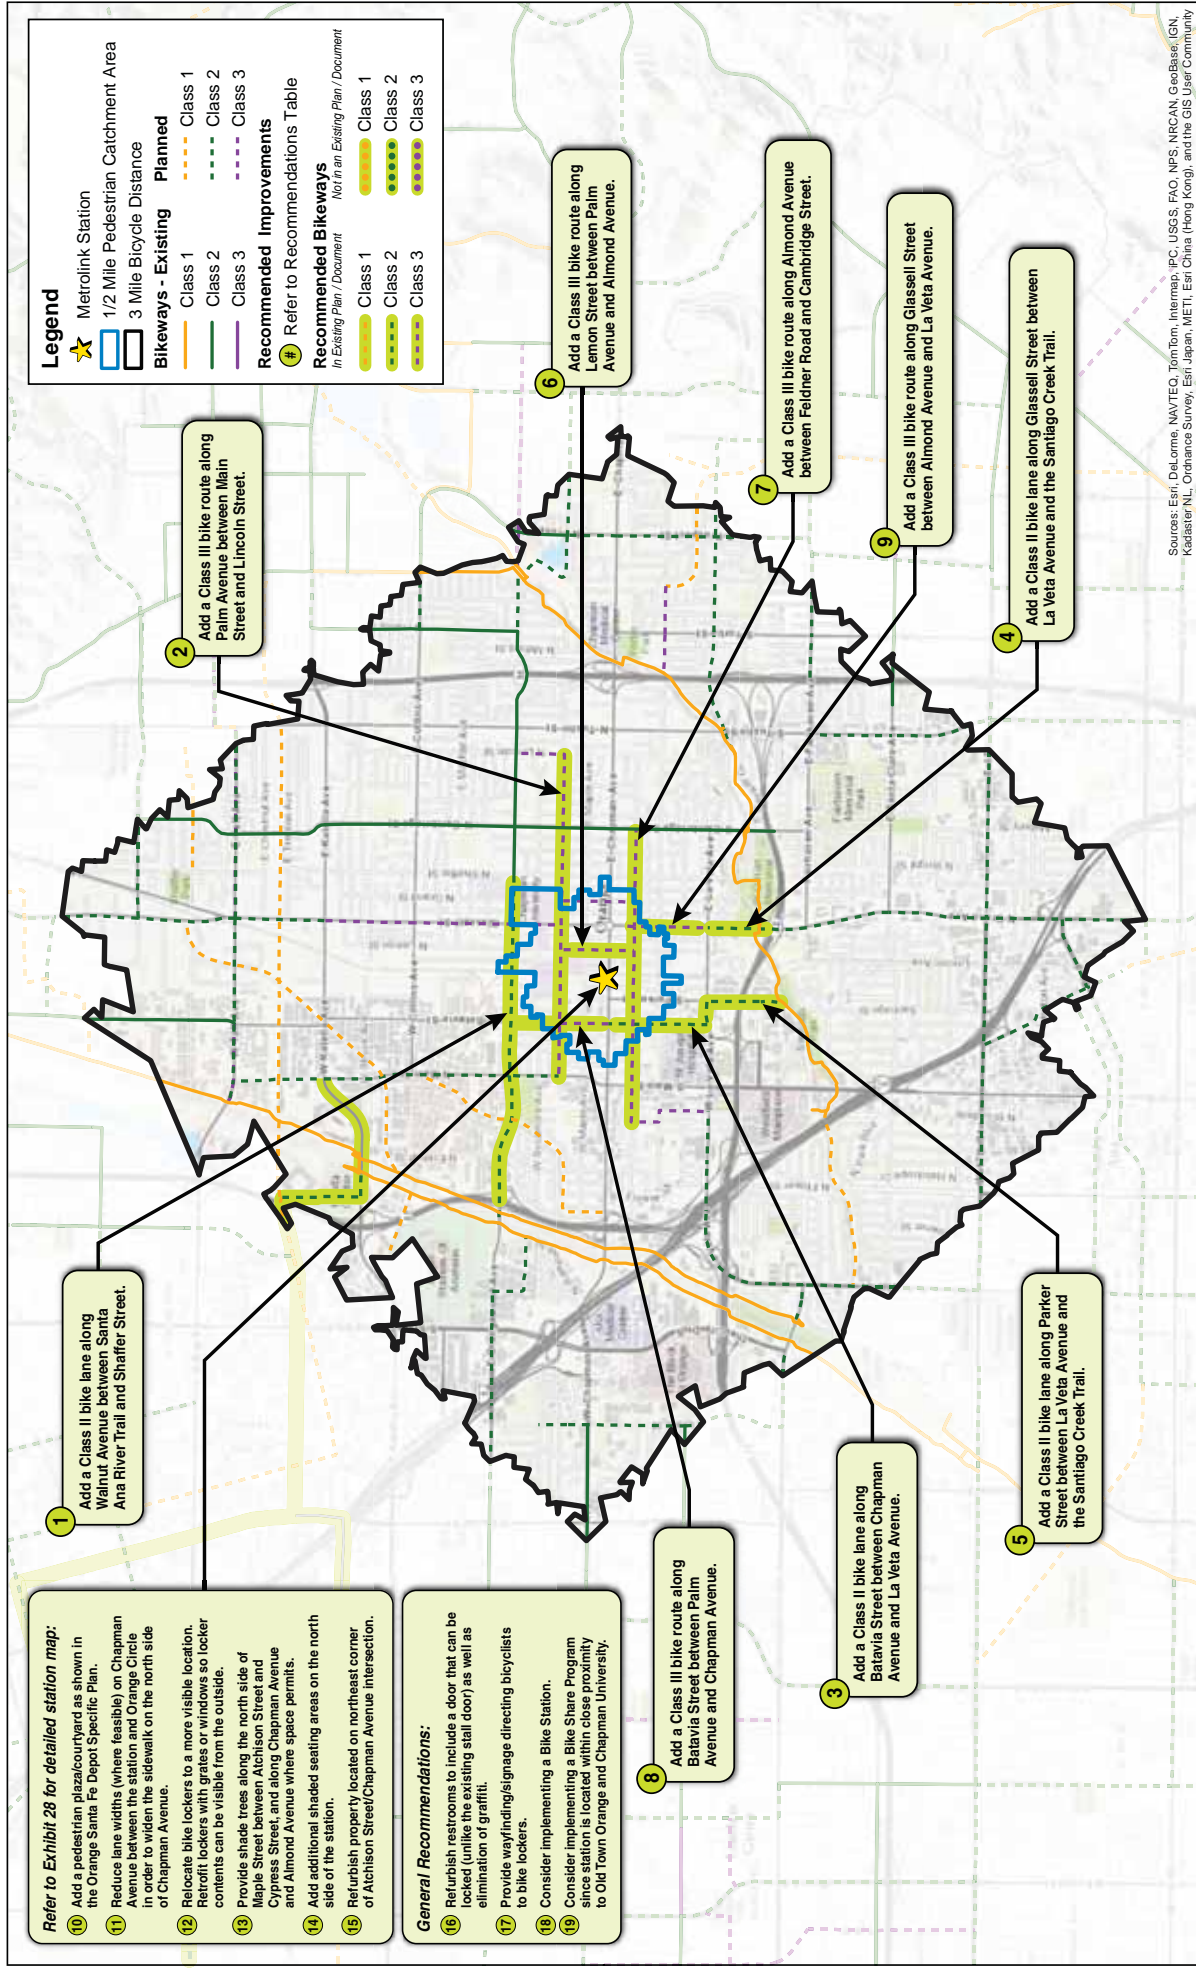 Refer to Exhibit 28 for detailed station map:
10 Add a pedestrian plaza/courtyard as shown in
the Orange Santa Fe Depot Specific Plan.
11 Reduce lane widths (where feasible) on Chapman
Avenue between the station and Orange Circle
in order to widen the sidewalk on the north side
of Chapman Avenue.
12 Relocate bike lockers to a more visible location.
Retrofit lockers with grates or windows so locker
contents can be visible from the outside.
13 Provide shade trees along the north side of
Maple Street between Atchison Street and
Cypress Street, and along Chapman Avenue
and Almond Avenue where space permits.
14 Add additional shaded seating areas on the north
side of the station.
15 Refurbish property located on northeast corner
of Atchison Street/Chapman Avenue intersection.
General Recommendations:
16 Refurbish restrooms to include a door that can be
locked (unlike the existing stall door) as well as
elimination of graffiti.
17 Provide wayfinding/signage directing bicyclists
to bike lockers.
18 Consider implementing a Bike Station.
19 Consider implementing a Bike Share Program
since station is located within close proximity
to Old Town Orange and Chapman University.
1
Add a Class II bike lane along
Walnut Avenue between Santa
Ana River Trail and Shaffer Street.
2
Add a Class III bike route along
Palm Avenue between Main
Street and Lincoln Street.
Legend
Metrolink Station
1/2 Mile Pedestrian Catchment Area
3 Mile Bicycle Distance
Bikeways - Existing Planned
Class 1 Class 1
Class 2 Class 2
Class 3 Class 3
Recommended Improvements
# Refer to Recommendations Table
Recommended Bikeways
In Existing Plan / Document Not in an Existing Plan / Document
Class 1 Class 1
Class 2 Class 2
Class 3 Class 3
6
Add a Class III bike route along
Lemon Street between Palm
Avenue and Almond Avenue.
7
Add a Class III bike route along Almond Avenue
between Feldner Road and Cambridge Street.
9
Add a Class III bike route along Glassell Street
between Almond Avenue and La Veta Avenue.
4
Add a Class II bike lane along Glassell Street between
La Veta Avenue and the Santiago Creek Trail.
8
Add a Class III bike route along
Batavia Street between Palm
Avenue and Chapman Avenue.
3
Add a Class II bike lane along
Batavia Street between Chapman
Avenue and La Veta Avenue.
5
Add a Class II bike lane along Parker
Street between La Veta Avenue and
the Santiago Creek Trail.
Sources: Esri, DeLorme, NAVTEQ, TomTom, Intermap, iPC, USGS, FAO, NPS, NRCAN, GeoBase, IGN,
Kadaster NL, Ordnance Survey, Esri Japan, METI, Esri China (Hong Kong), and the GIS User Community